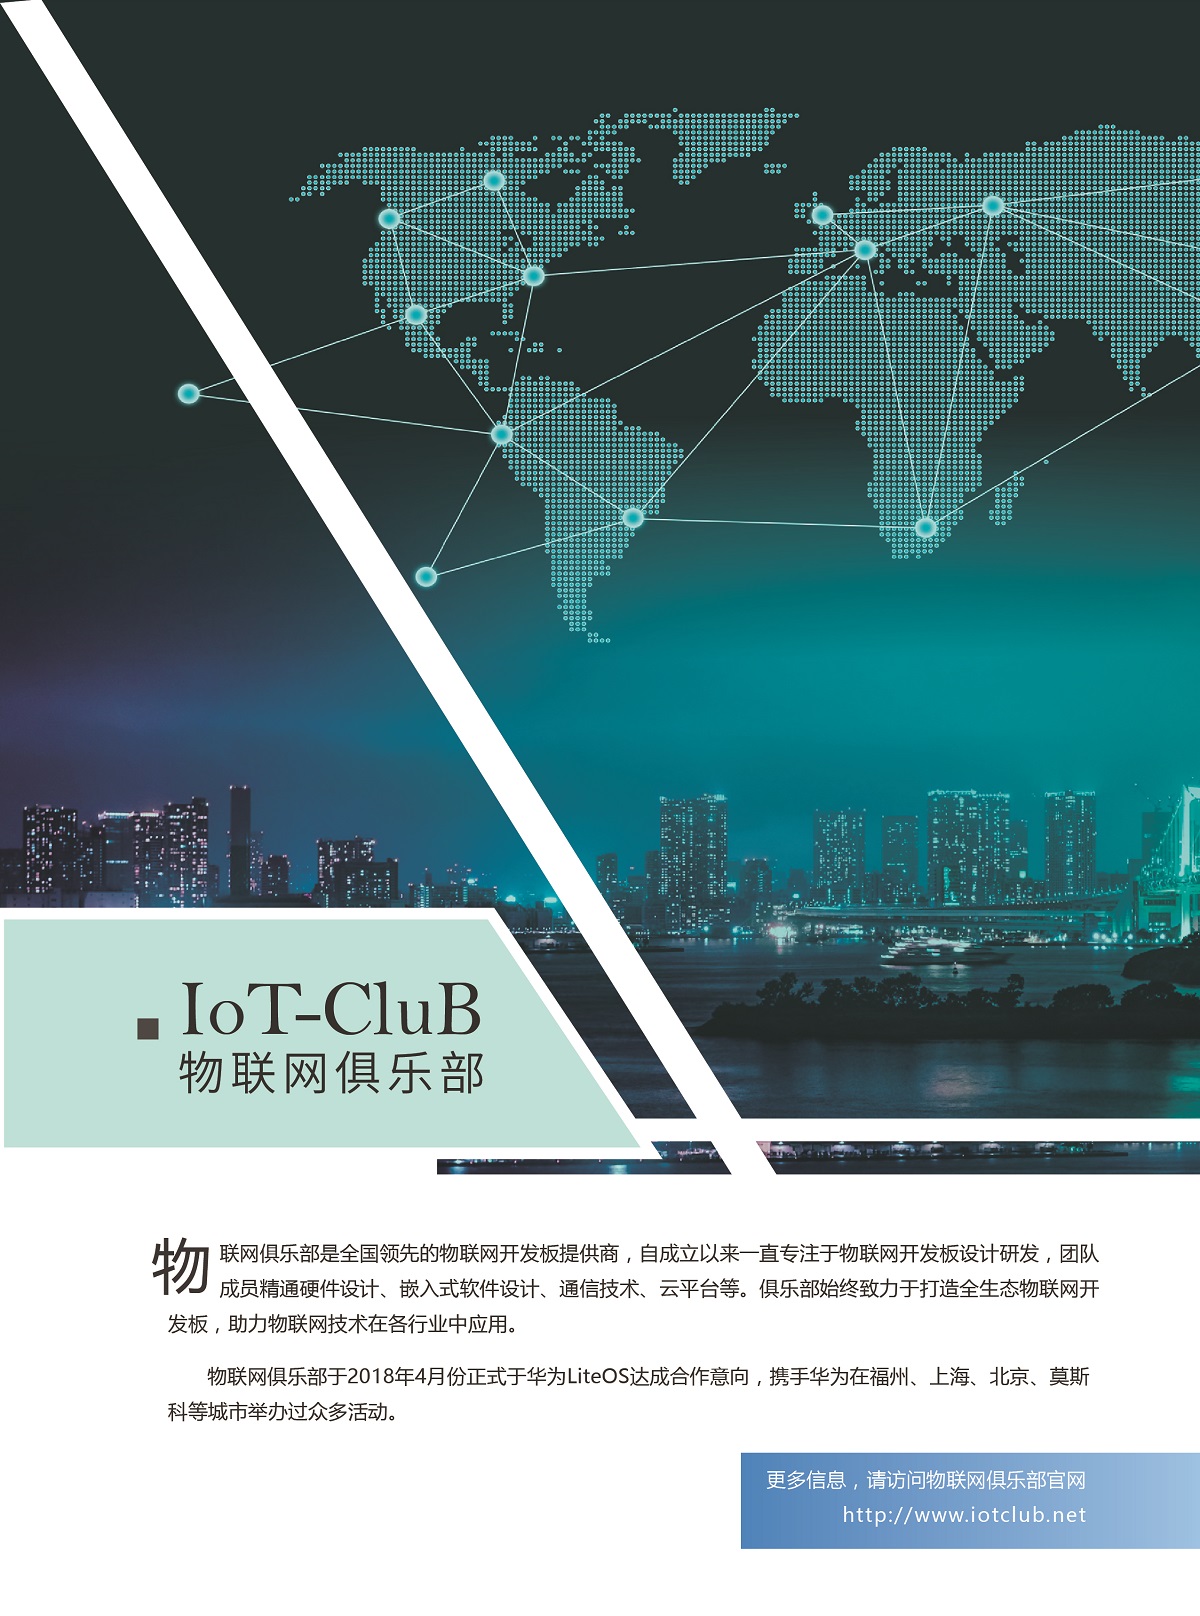 IoT-CluB
物联网俱乐部
物联网俱乐部是全国领先的物联网开发板提供商，自成立以来一直专注于物联网开发板设计研发，团队
成员精通硬件设计、嵌入式软件设计、通信技术、云平台等。俱乐部始终致力于打造全生态物联网开
发板，助力物联网技术在各行业中应用。
物联网俱乐部于2018年4月份正式于华为LiteOS达成合作意向，携手华为在福州、上海、北京、莫斯
科等城市举办过众多活动。
更多信息，请访问物联网俱乐部官网
http://www.iotclub.net